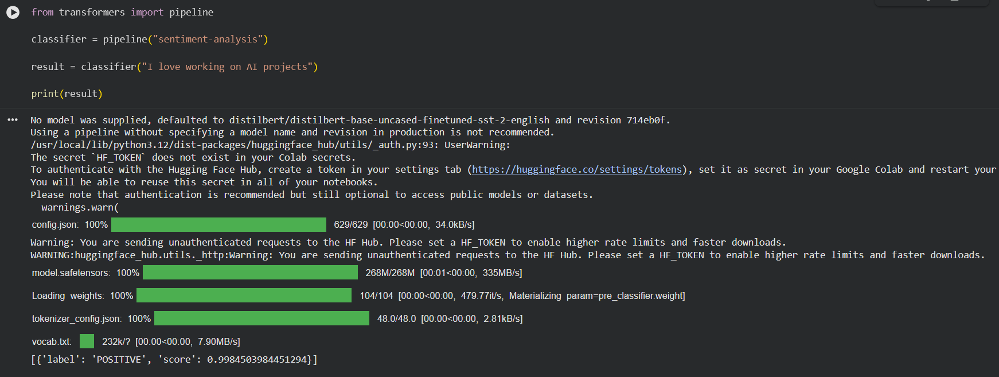 from transformers import pipeline
classifier = pipeline("sentiment-analysis")
result = classifier("I love working on AI projects")
print(result)
No model was supplied, defaulted to distilbert/distilbert-base-uncased-finetuned-sst-2-english and revision 714eb0f.
Using a pipeline without specifying a model name and revision in production is not recommended.
/usr/local/lib/python3.12/dist-packages/huggingface_hub/utils/_auth.py:93: UserWarning:
The secret `HF_TOKEN` does not exist in your Colab secrets.
To authenticate with the Hugging Face Hub, create a token in your settings tab (https://huggingface.co/settings/tokens), set it as secret in your Google Colab and restart your
You will be able to reuse this secret in all of your notebooks.
Please note that authentication is recommended but still optional to access public models or datasets.
  warnings.warn(
config.json: 100% 629/629 [00:00<00:00, 34.0kB/s]
Warning: You are sending unauthenticated requests to the HF Hub. Please set a HF_TOKEN to enable higher rate limits and faster downloads.
WARNING:huggingface_hub.utils._http:Warning: You are sending unauthenticated requests to the HF Hub. Please set a HF_TOKEN to enable higher rate limits and faster downloads.
model.safetensors: 100% 268M/268M [00:01<00:00, 335MB/s]
Loading weights: 100% 104/104 [00:00<00:00, 479.77it/s, Materializing param=pre_classifier.weight]
tokenizer_config.json: 100% 48.0/48.0 [00:00<00:00, 2.81kB/s]
vocab.txt: 232k/? [00:00<00:00, 7.90MB/s]
[{'label': 'POSITIVE', 'score': 0.9984503984451294}]